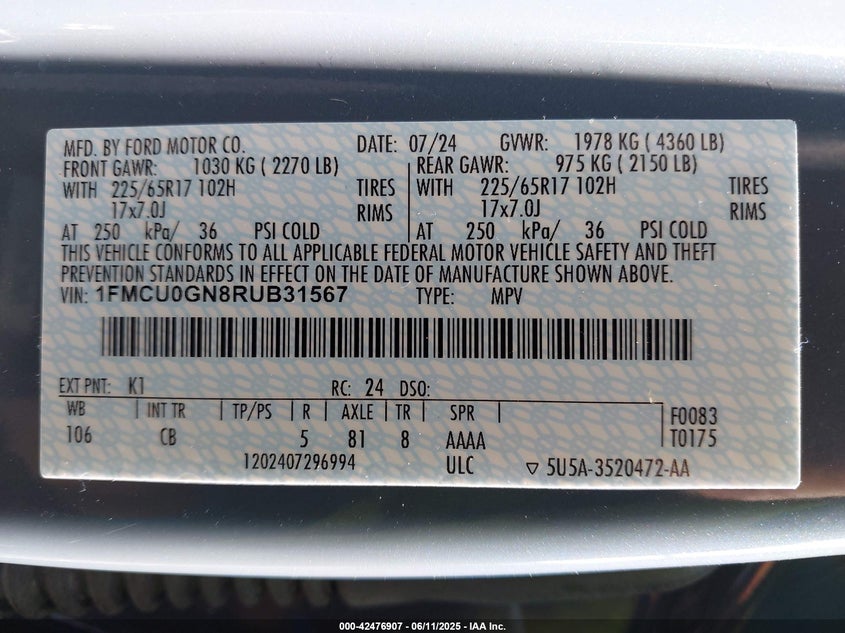 MFD. BY FORD MOTOR CO. DATE: 07/24 GVWR: 1978 KG ( 4360 LB)
FRONT GAWR: 1030 KG ( 2270 LB) REAR GAWR: 975 KG ( 2150 LB)
WITH 225/65R17 102H TIRES WITH 225/65R17 102H TIRES
17x7.0J RIMS 17x7.0J RIMS
AT 250 kPa/ 36 PSI COLD AT 250 kPa/ 36 PSI COLD
THIS VEHICLE CONFORMS TO ALL APPLICABLE FEDERAL MOTOR VEHICLE SAFETY AND THEFT
PREVENTION STANDARDS IN EFFECT ON THE DATE OF MANUFACTURE SHOWN ABOVE.
VIN: 1FMCU0GN8RUB31567 TYPE: MPV
EXT PNT: K1 RC: 24 DSO:
WB INT TR TP/PS R AXLE TR SPR F0083
106 CB 5 81 8 AAAA T0175
1202407296994 ULC ▽ 5U5A-3520472-AA
000-42476907 - 06/11/2025 - IAA Inc.